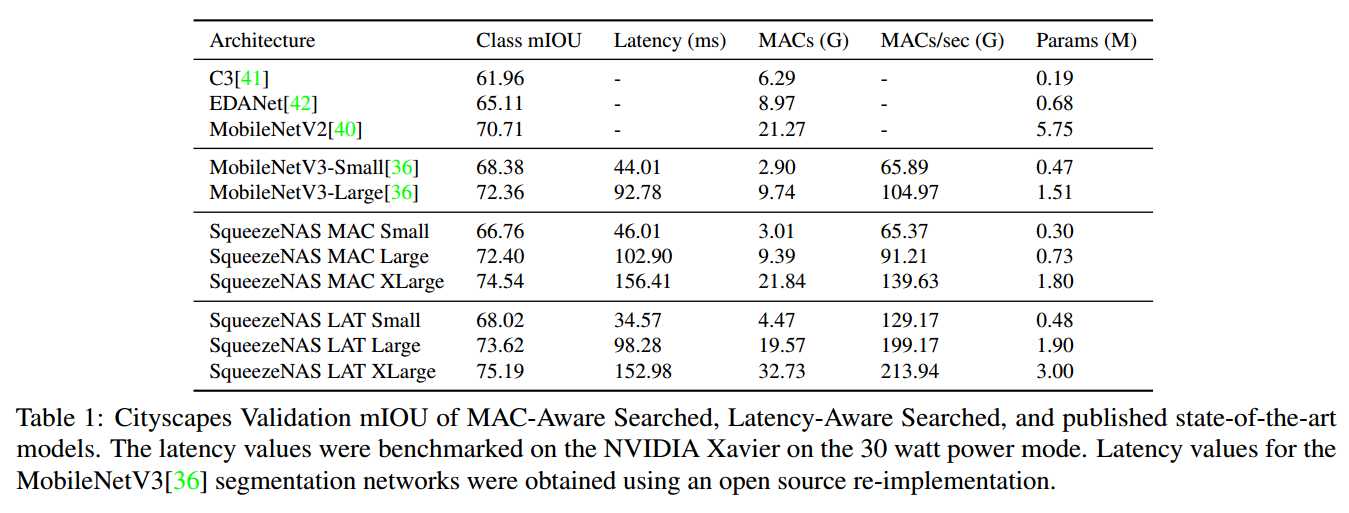 Architecture Class mIOU Latency (ms) MACs (G) MACs/sec (G) Params (M)
C3[41] 61.96 - 6.29 - 0.19
EDANet[42] 65.11 - 8.97 - 0.68
MobileNetV2[40] 70.71 - 21.27 - 5.75
MobileNetV3-Small[36] 68.38 44.01 2.90 65.89 0.47
MobileNetV3-Large[36] 72.36 92.78 9.74 104.97 1.51
SqueezeNAS MAC Small 66.76 46.01 3.01 65.37 0.30
SqueezeNAS MAC Large 72.40 102.90 9.39 91.21 0.73
SqueezeNAS MAC XLarge 74.54 156.41 21.84 139.63 1.80
SqueezeNAS LAT Small 68.02 34.57 4.47 129.17 0.48
SqueezeNAS LAT Large 73.62 98.28 19.57 199.17 1.90
SqueezeNAS LAT XLarge 75.19 152.98 32.73 213.94 3.00
Table 1: Cityscapes Validation mIOU of MAC-Aware Searched, Latency-Aware Searched, and published state-of-the-art
models. The latency values were benchmarked on the NVIDIA Xavier on the 30 watt power mode. Latency values for the
MobileNetV3[36] segmentation networks were obtained using an open source re-implementation.